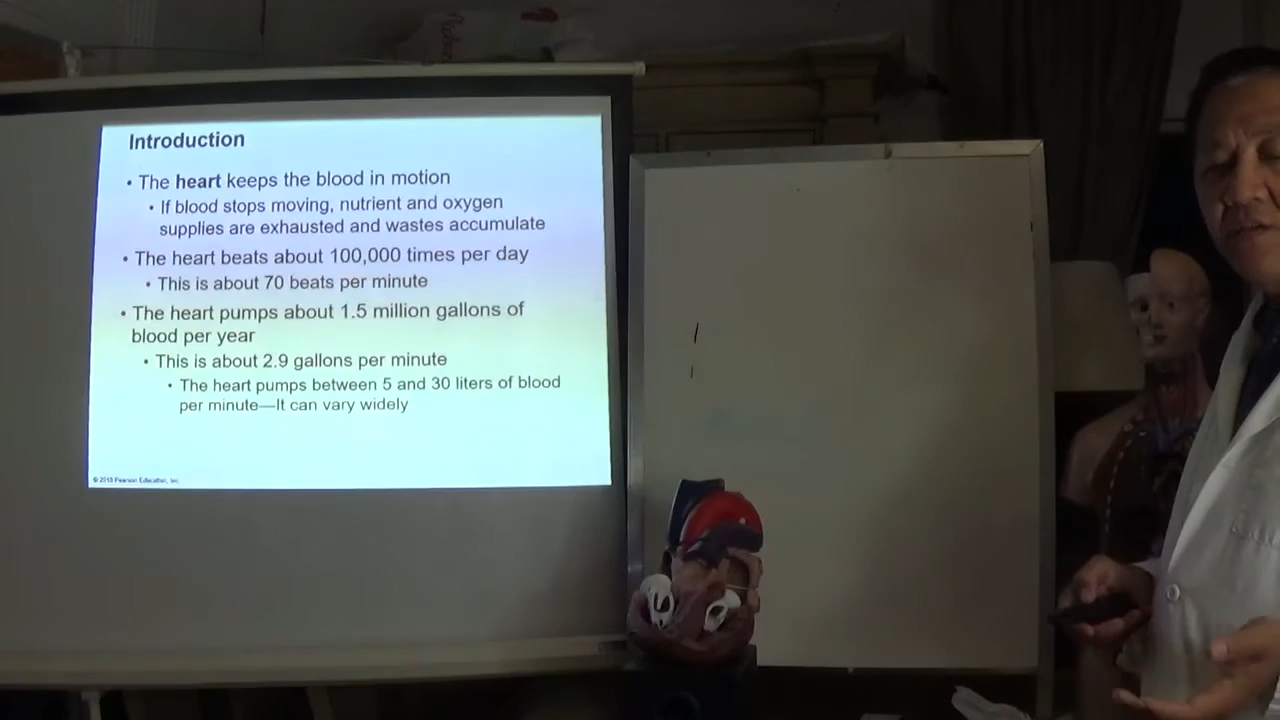 Introduction
• The heart keeps the blood in motion
• If blood stops moving, nutrient and oxygen
supplies are exhausted and wastes accumulate
• The heart beats about 100,000 times per day
• This is about 70 beats per minute
• The heart pumps about 1.5 million gallons of
blood per year
• This is about 2.9 gallons per minute
• The heart pumps between 5 and 30 liters of blood
per minute—It can vary widely
© 2018 Pearson Education, Inc.